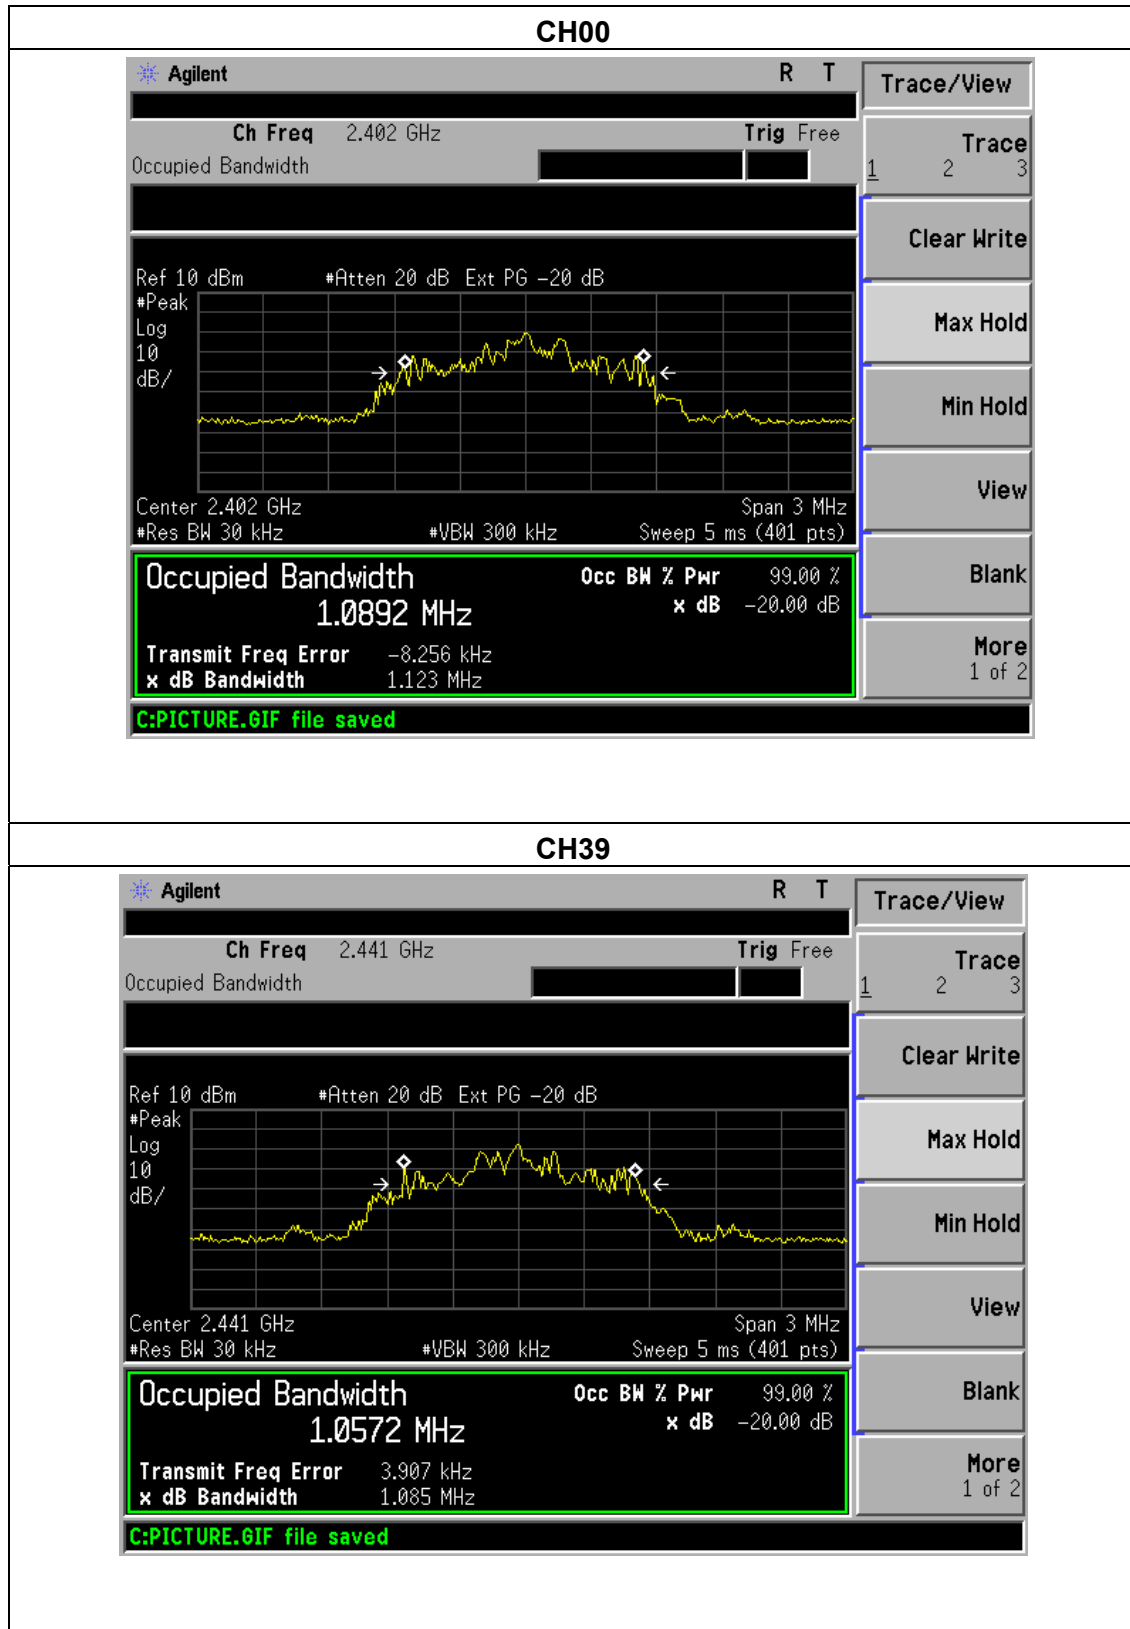 CH00
Agilent R T Trace/View
Ch Freq 2.402 GHz Trig Free
Occupied Bandwidth
Trace
1 2 3
Clear Write
Max Hold
Min Hold
View
Blank
More
1 of 2
Ref 10 dBm #Atten 20 dB Ext PG -20 dB
#Peak
Log
10
dB/
Center 2.402 GHz Span 3 MHz
#Res BW 30 kHz #VBW 300 kHz Sweep 5 ms (401 pts)
Occupied Bandwidth Occ BW % Pwr 99.00 %
1.0892 MHz x dB -20.00 dB
Transmit Freq Error -8.256 kHz
x dB Bandwidth 1.123 MHz
C:PICTURE.GIF file saved
CH39
Agilent R T Trace/View
Ch Freq 2.441 GHz Trig Free
Occupied Bandwidth
Trace
1 2 3
Clear Write
Max Hold
Min Hold
View
Blank
More
1 of 2
Ref 10 dBm #Atten 20 dB Ext PG -20 dB
#Peak
Log
10
dB/
Center 2.441 GHz Span 3 MHz
#Res BW 30 kHz #VBW 300 kHz Sweep 5 ms (401 pts)
Occupied Bandwidth Occ BW % Pwr 99.00 %
1.0572 MHz x dB -20.00 dB
Transmit Freq Error 3.907 kHz
x dB Bandwidth 1.085 MHz
C:PICTURE.GIF file saved